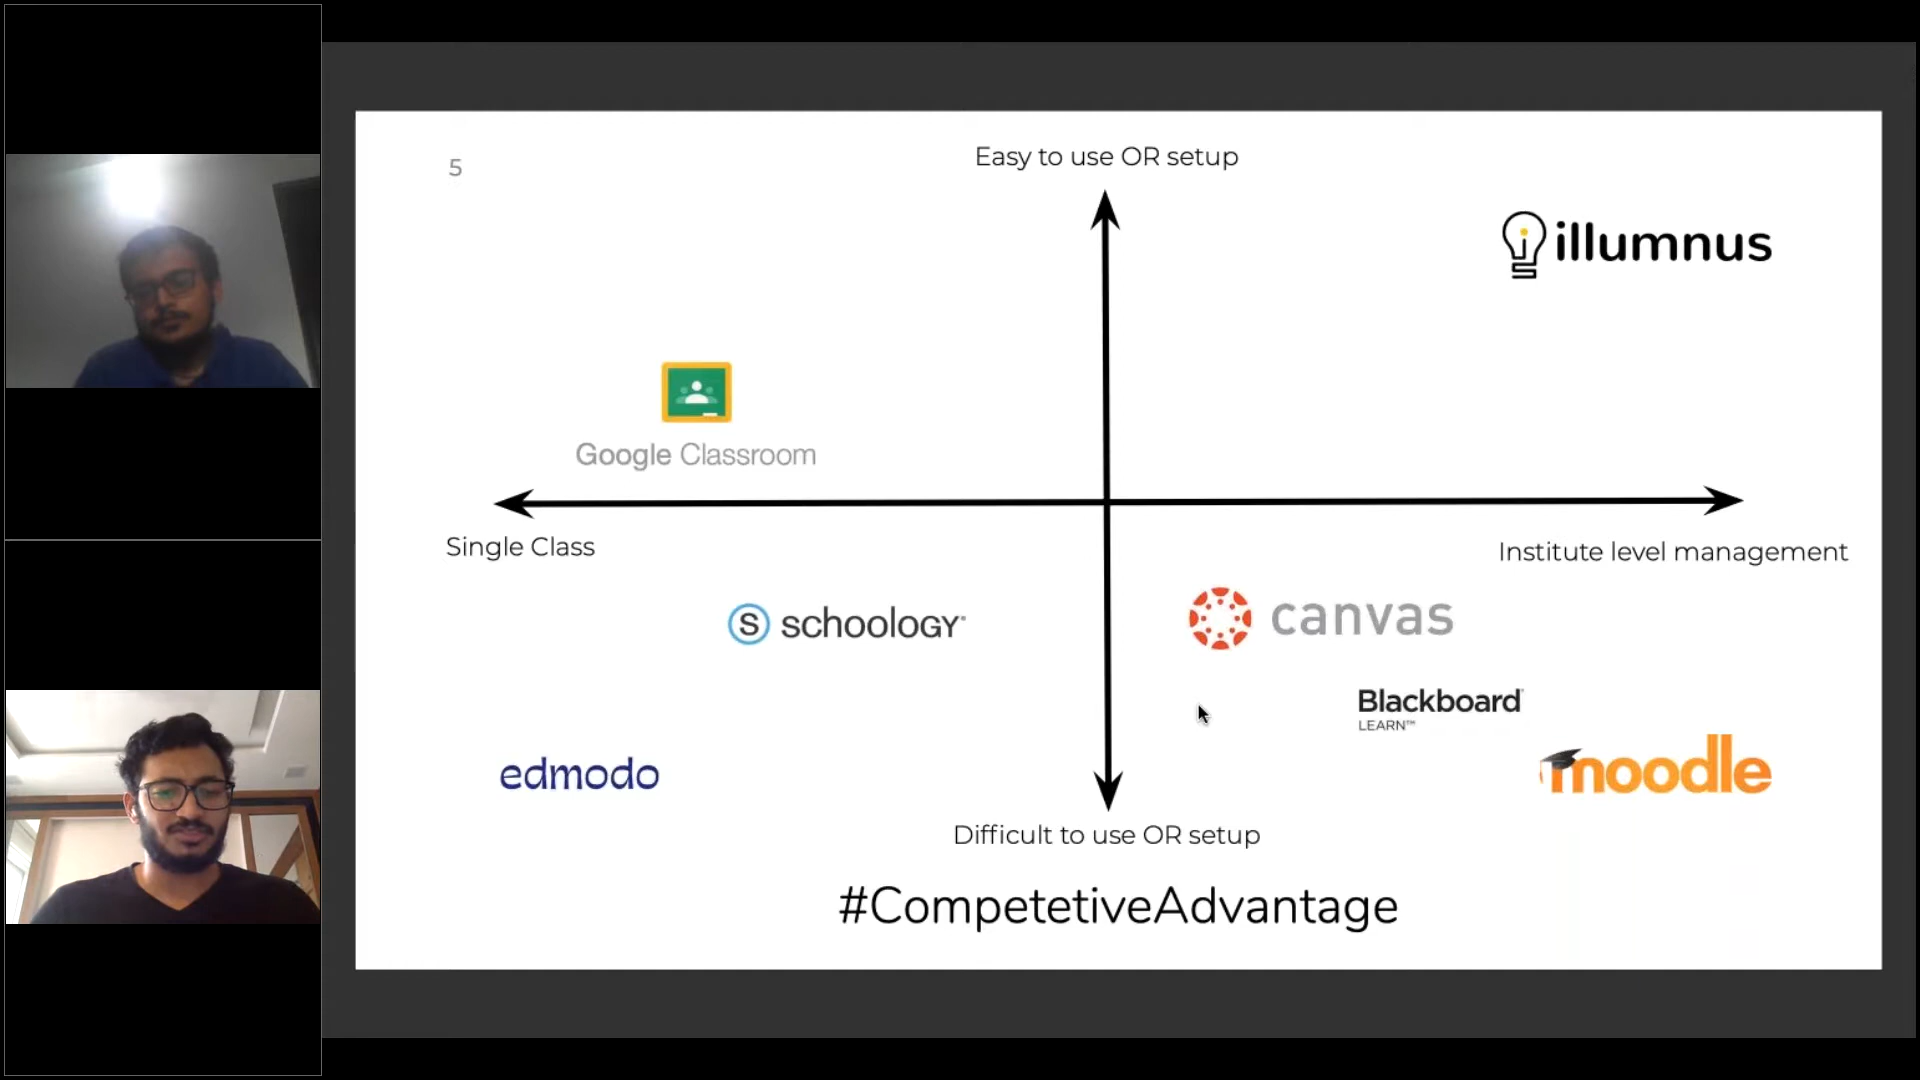 5
Easy to use OR setup
illumnus
Google Classroom
Single Class
Institute level management
S schoology
canvas
Blackboard
LEARN™
edmodo
moodle
Difficult to use OR setup
#CompetetiveAdvantage